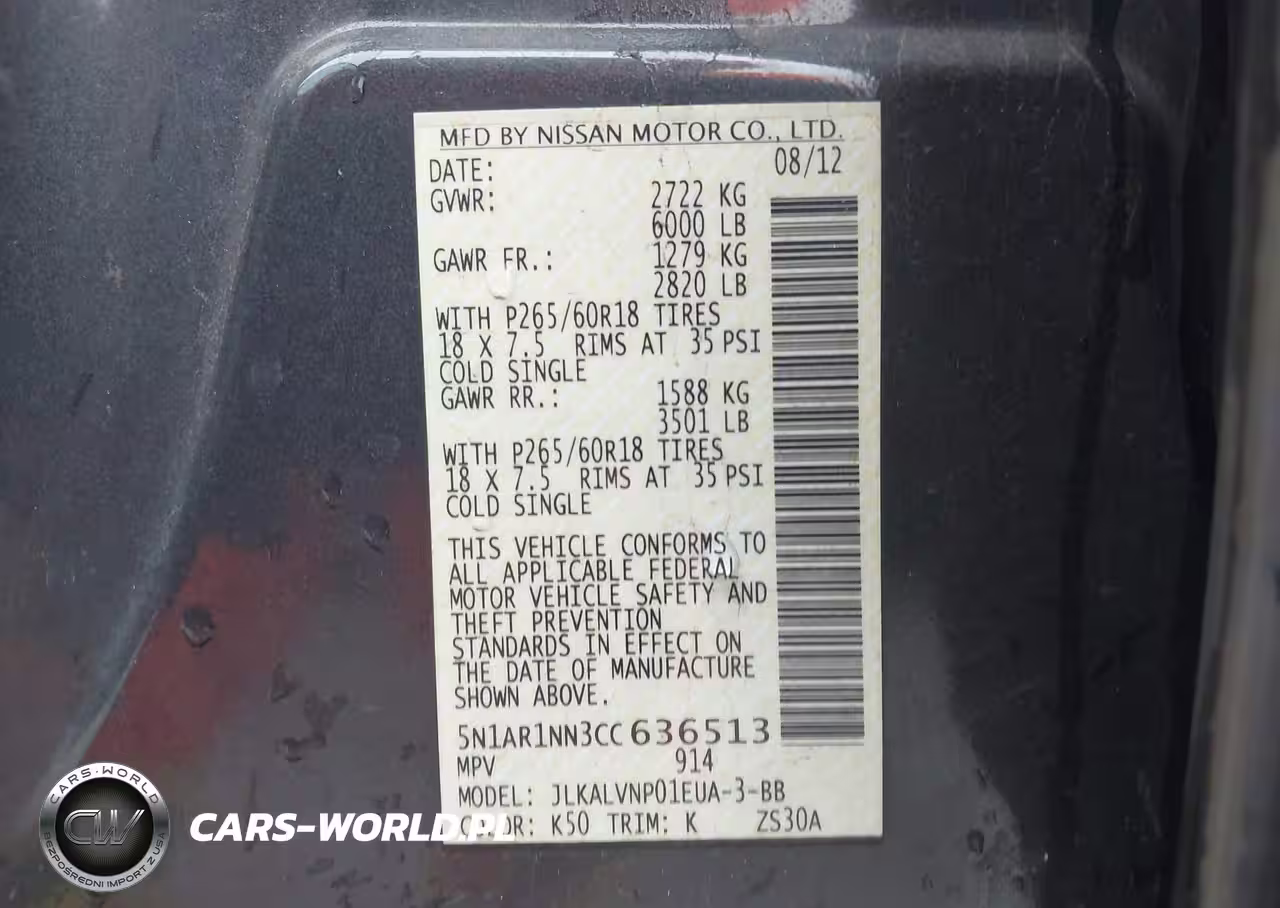 MFD BY NISSAN MOTOR CO., LTD.
DATE: 08/12
GVWR: 2722 KG
6000 LB
GAWR FR.: 1279 KG
2820 LB
WITH P265/60R18 TIRES
18 X 7.5 RIMS AT 35 PSI
COLD SINGLE
GAWR RR.: 1588 KG
3501 LB
WITH P265/60R18 TIRES
18 X 7.5 RIMS AT 35 PSI
COLD SINGLE
THIS VEHICLE CONFORMS TO
ALL APPLICABLE FEDERAL
MOTOR VEHICLE SAFETY AND
THEFT PREVENTION
STANDARDS IN EFFECT ON
THE DATE OF MANUFACTURE
SHOWN ABOVE.
5N1AR1NN3CC636513
MPV 914
MODEL: JLKALVNP01EUA-3-BB
K50 TRIM: K ZS30A
CARS-WORLD
CW
BEZPOŚREDNI IMPORT Z USA
CARS-WORLD.PL